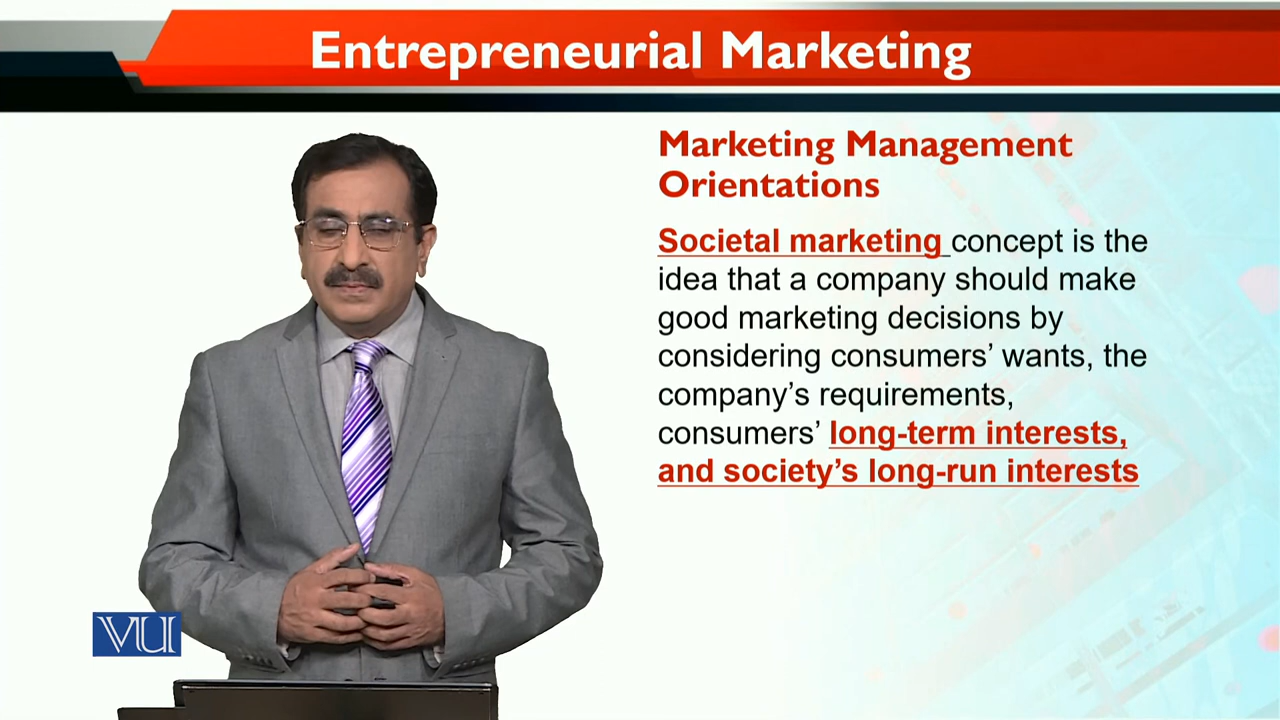 Entrepreneurial Marketing
Marketing Management
Orientations
Societal marketing concept is the
idea that a company should make
good marketing decisions by
considering consumers’ wants, the
company’s requirements,
consumers’ long-term interests,
and society’s long-run interests
VU